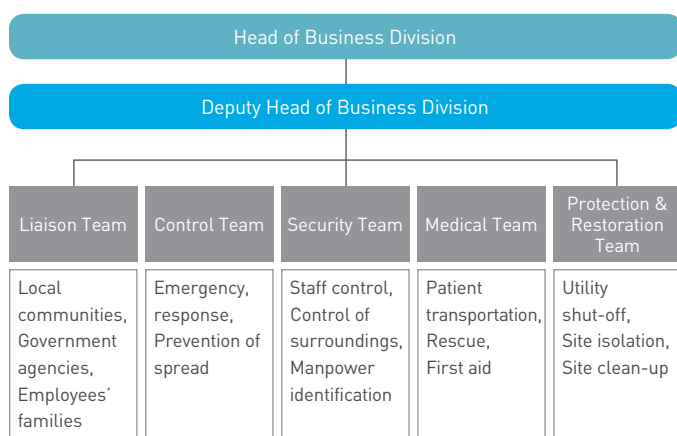 Head of Business Division
Deputy Head of Business Division
Liaison Team
Control Team
Security Team
Medical Team
Protection &
Restoration
Team
Local
communities,
Government
agencies,
Employees’
families
Emergency,
response,
Prevention of
spread
Staff control,
Control of
surroundings,
Manpower
identification
Patient
transportation,
Rescue,
First aid
Utility
shut-off,
Site isolation,
Site clean-up